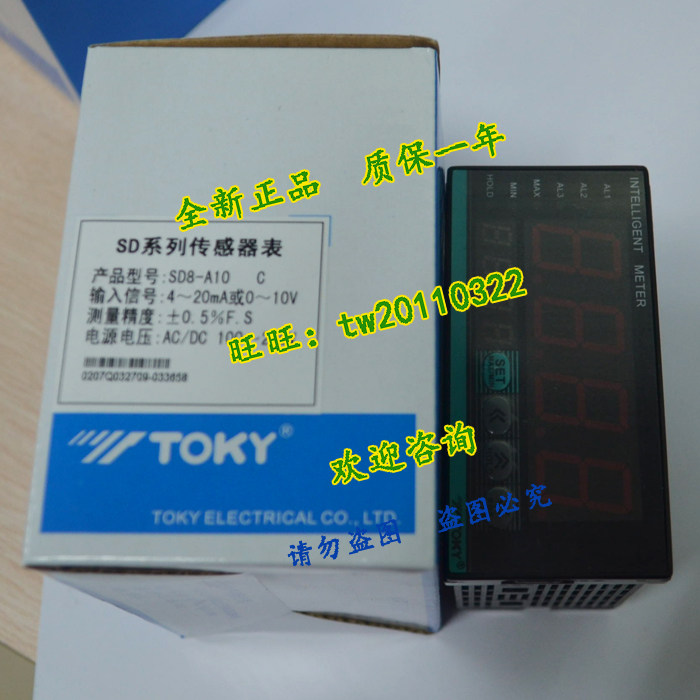 全新正品 质保一年
SD系列传感器表
产品型号:SD8-A10 C
输入信号:4～20mA或0～10V
测量精度:±0.5%F.S
电源电压:AC/DC 100
0207Q032709-033658
旺旺：tw20110322
TOKY®
欢迎咨询
TOKY ELECTRICAL CO., LTD.
请勿盗图 盗图必究
INTELLIGENT METER
AL1
AL2
AL3
MAX
MIN
HOLD
SET
TOKY®